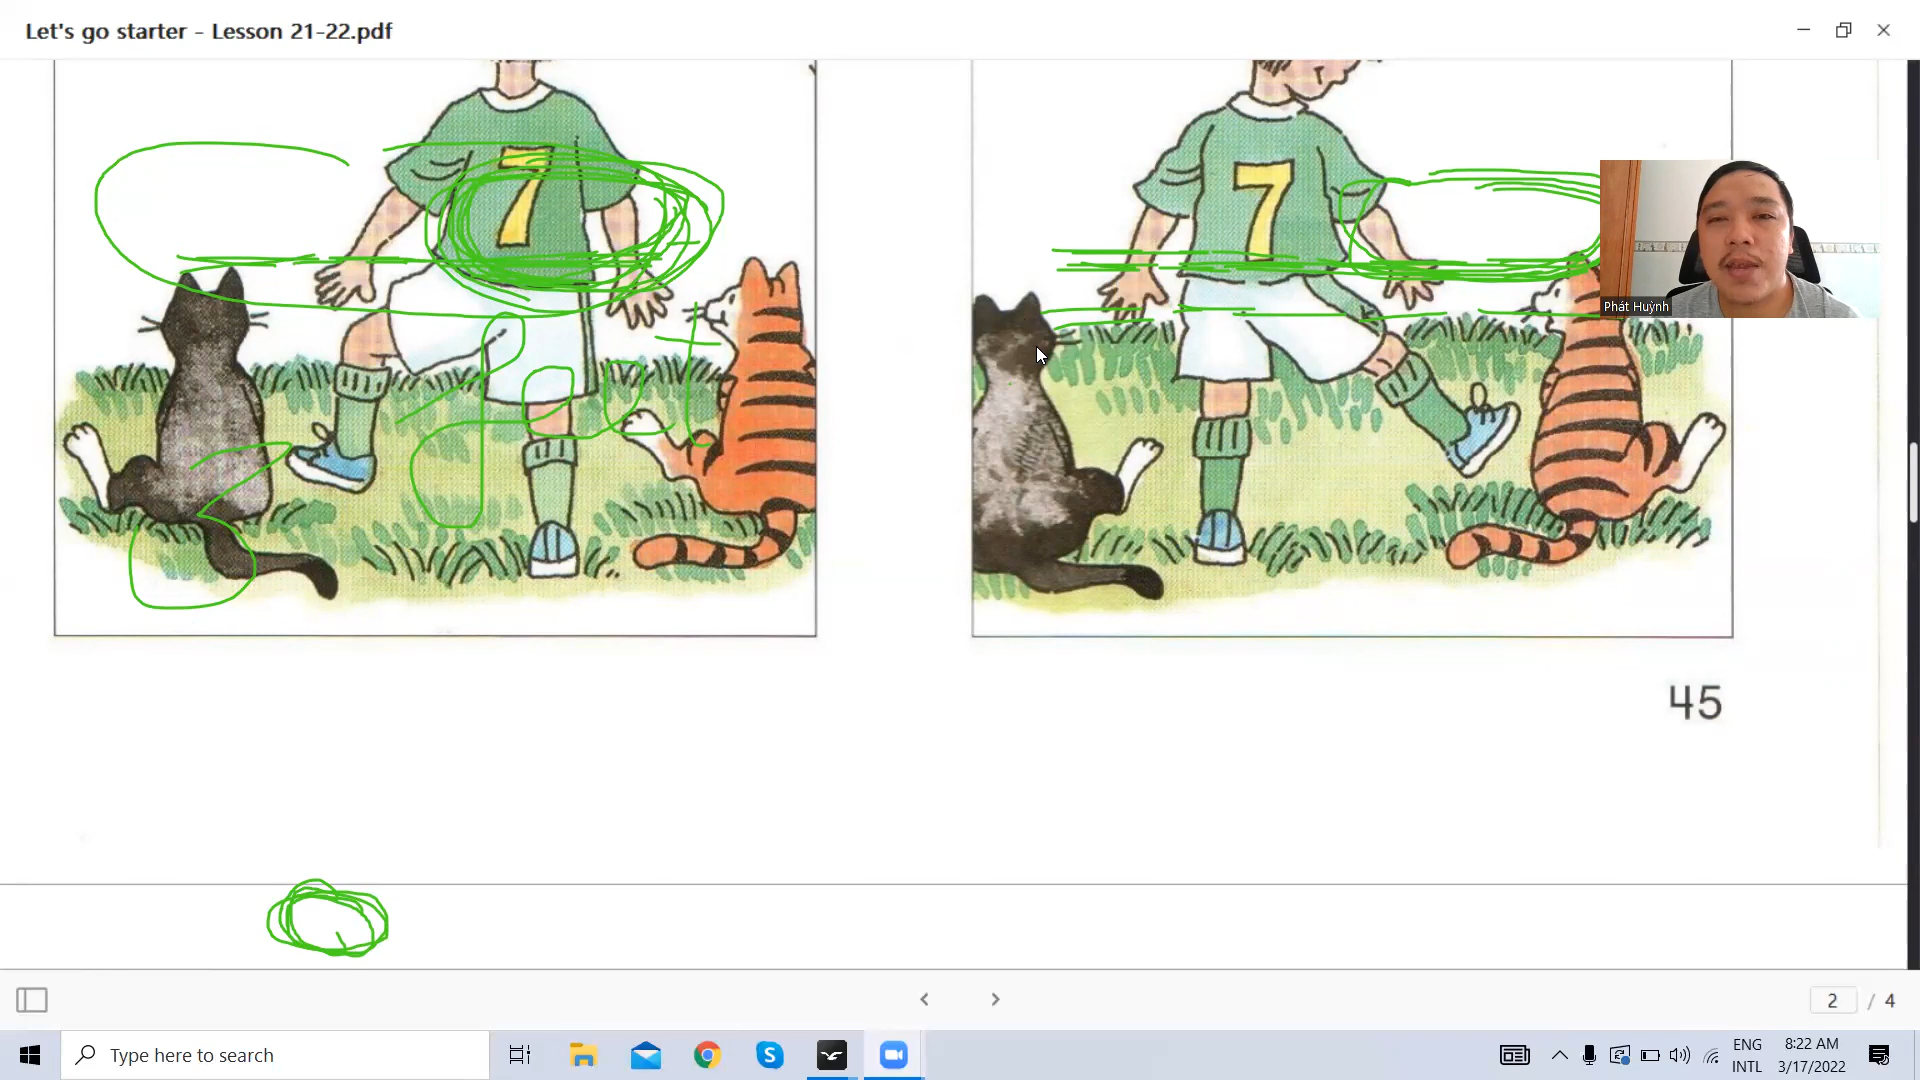 Let's go starter - Lesson 21-22.pdf
7
7
Phát Huỳnh
45
2 / 4
Type here to search
ENG
INTL
8:22 AM
3/17/2022